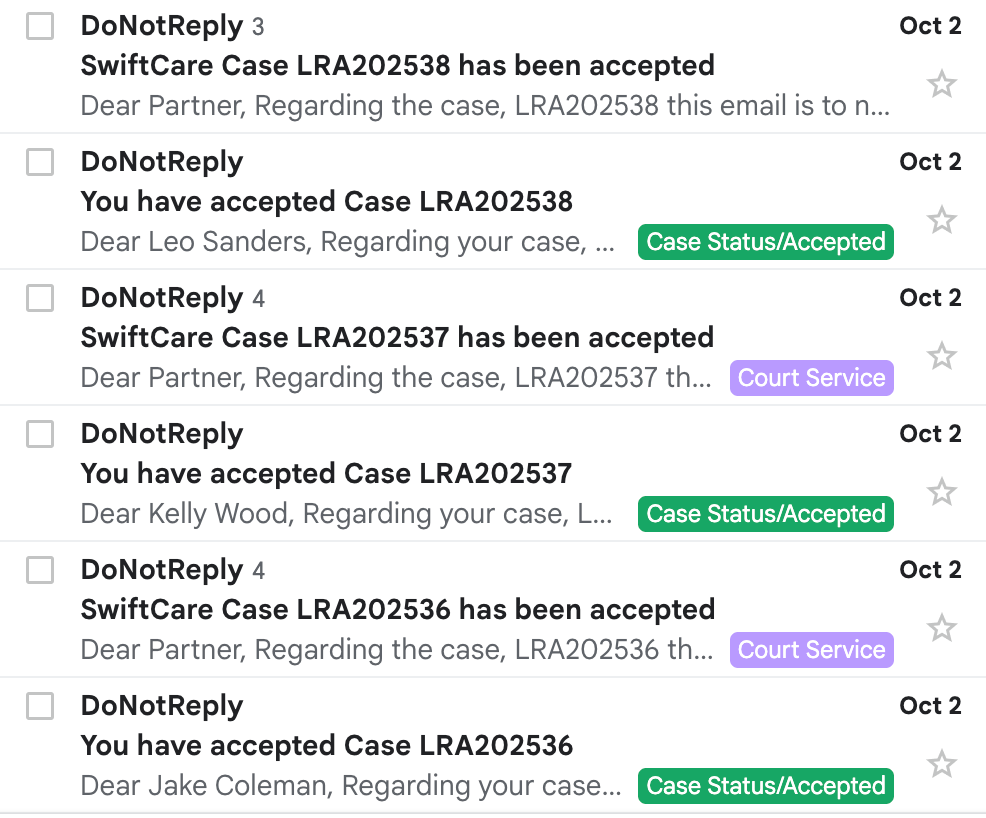 DoNotReply 3 Oct 2
SwiftCare Case LRA202538 has been accepted
Dear Partner, Regarding the case, LRA202538 this email is to n...
DoNotReply Oct 2
You have accepted Case LRA202538
Dear Leo Sanders, Regarding your case, ... Case Status/Accepted
DoNotReply 4 Oct 2
SwiftCare Case LRA202537 has been accepted
Dear Partner, Regarding the case, LRA202537 th... Court Service
DoNotReply Oct 2
You have accepted Case LRA202537
Dear Kelly Wood, Regarding your case, L... Case Status/Accepted
DoNotReply 4 Oct 2
SwiftCare Case LRA202536 has been accepted
Dear Partner, Regarding the case, LRA202536 th... Court Service
DoNotReply Oct 2
You have accepted Case LRA202536
Dear Jake Coleman, Regarding your case... Case Status/Accepted